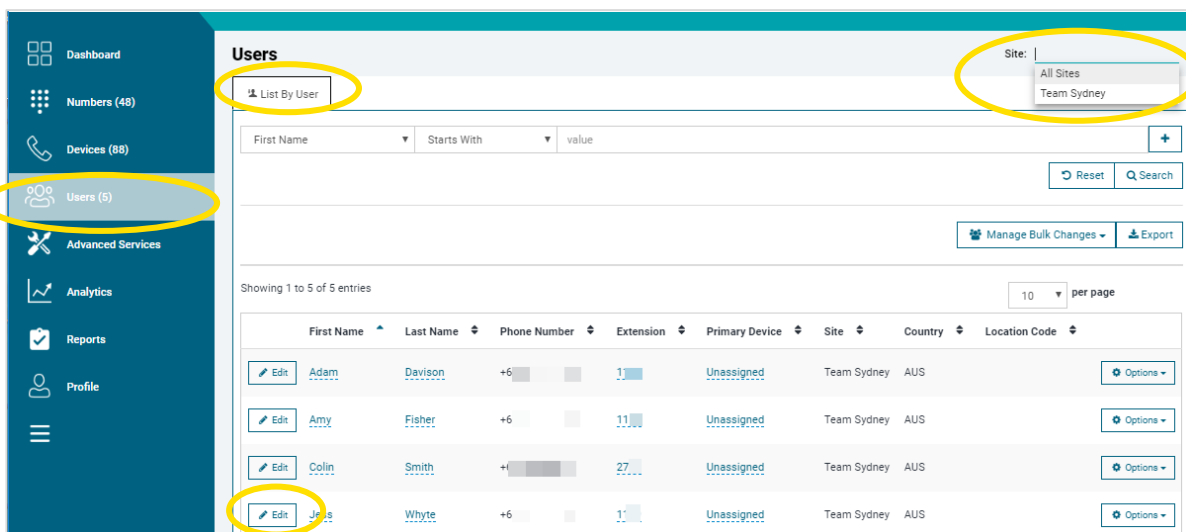 Dashboard
Numbers (48)
Devices (88)
Users (5)
Advanced Services
Analytics
Reports
Profile
Users
Site:
All Sites
Team Sydney
List By User
First Name Starts With value +
Reset Search
Manage Bulk Changes Export
Showing 1 to 5 of 5 entries
10 per page
First Name Last Name Phone Number Extension Primary Device Site Country Location Code
Edit Adam Davison +6 Unassigned Team Sydney AUS Options
Edit Amy Fisher +6 11 Unassigned Team Sydney AUS Options
Edit Colin Smith 27 Unassigned Team Sydney AUS Options
Edit Jess Whyte +6 Unassigned Team Sydney AUS Options